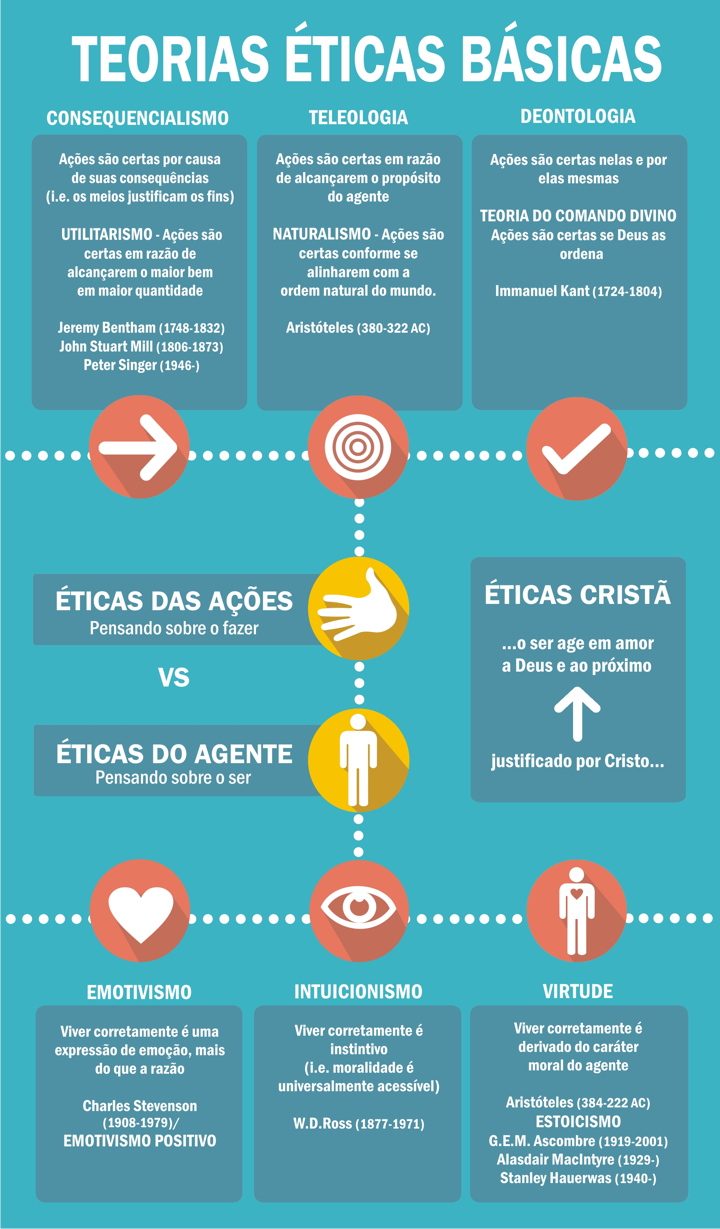 TEORIAS ÉTICAS BÁSICAS
CONSEQUENCIALISMO
Ações são certas por causa
de suas consequências
(i.e. os meios justificam os fins)
UTILITARISMO - Ações são
certas em razão de
alcançarem o maior bem
em maior quantidade
Jeremy Bentham (1748-1832)
John Stuart Mill (1806-1873)
Peter Singer (1946-)
TELEOLOGIA
Ações são certas em razão
de alcançarem o propósito
do agente
NATURALISMO - Ações são
certas conforme se
alinharem com a
ordem natural do mundo.
Aristóteles (380-322 AC)
DEONTOLOGIA
Ações são certas nelas e por
elas mesmas
TEORIA DO COMANDO DIVINO
Ações são certas se Deus as
ordena
Immanuel Kant (1724-1804)
ÉTICAS DAS AÇÕES
Pensando sobre o fazer
VS
ÉTICAS DO AGENTE
Pensando sobre o ser
ÉTICAS CRISTÃ
...o ser age em amor
a Deus e ao próximo
justificado por Cristo...
EMOTIVISMO
Viver corretamente é uma
expressão de emoção, mais
do que a razão
Charles Stevenson
(1908-1979)/
EMOTIVISMO POSITIVO
INTUICIONISMO
Viver corretamente é
instintivo
(i.e. moralidade é
universalmente acessível)
W.D.Ross (1877-1971)
VIRTUDE
Viver corretamente é
derivado do caráter
moral do agente
Aristóteles (384-222 AC)
ESTOICISMO
G.E.M. Ascombre (1919-2001)
Alasdair MacIntyre (1929-)
Stanley Hauerwas (1940-)